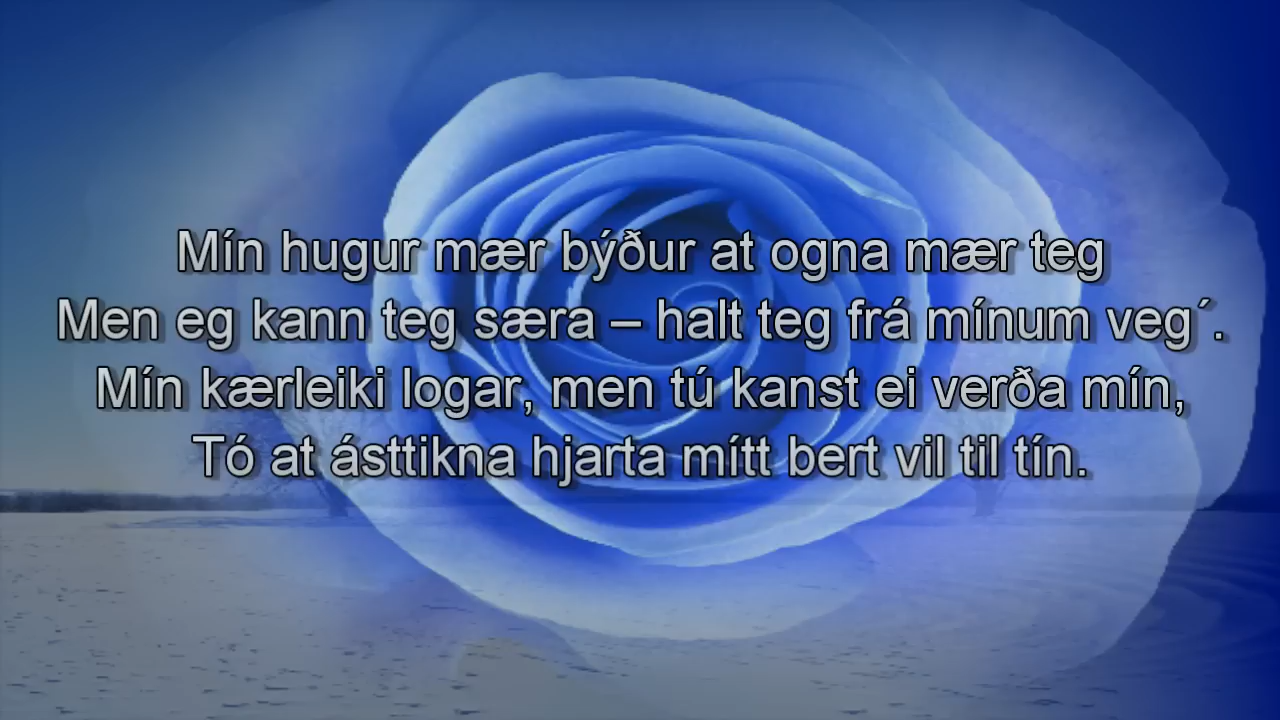 Mín hugur mær býður at ogna mær teg
Men eg kann teg særa – halt teg frá mínum veg´.
Mín kærleiki logar, men tú kanst ei verða mín,
Tó at ásttikna hjarta mítt bert vil til tín.